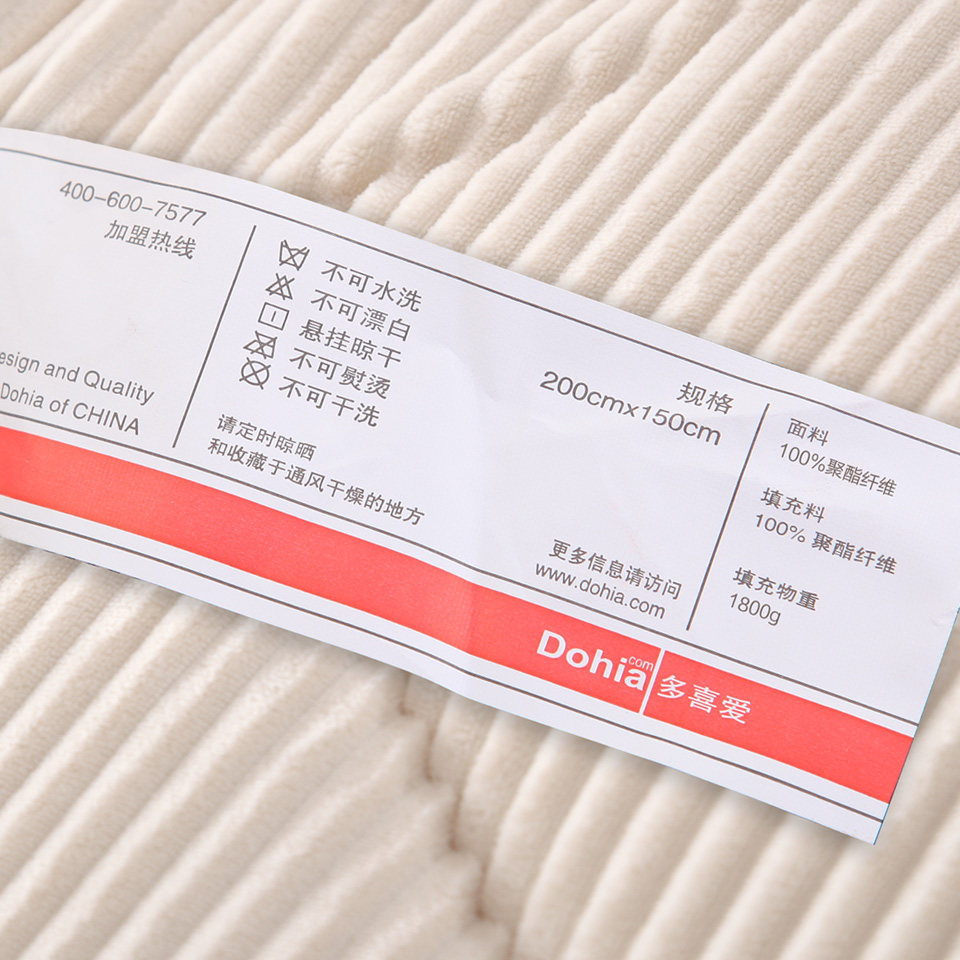 400-600-7577
加盟热线
esign and Quality
Dohia of CHINA
不可水洗
不可漂白
悬挂晾干
不可熨烫
不可干洗
请定时晾晒
和收藏于通风干燥的地方
规格
200cmx150cm
更多信息请访问
www.dohia.com
面料
100%聚酯纤维
填充料
100% 聚酯纤维
填充物重
1800g
Dohia.com 多喜爱